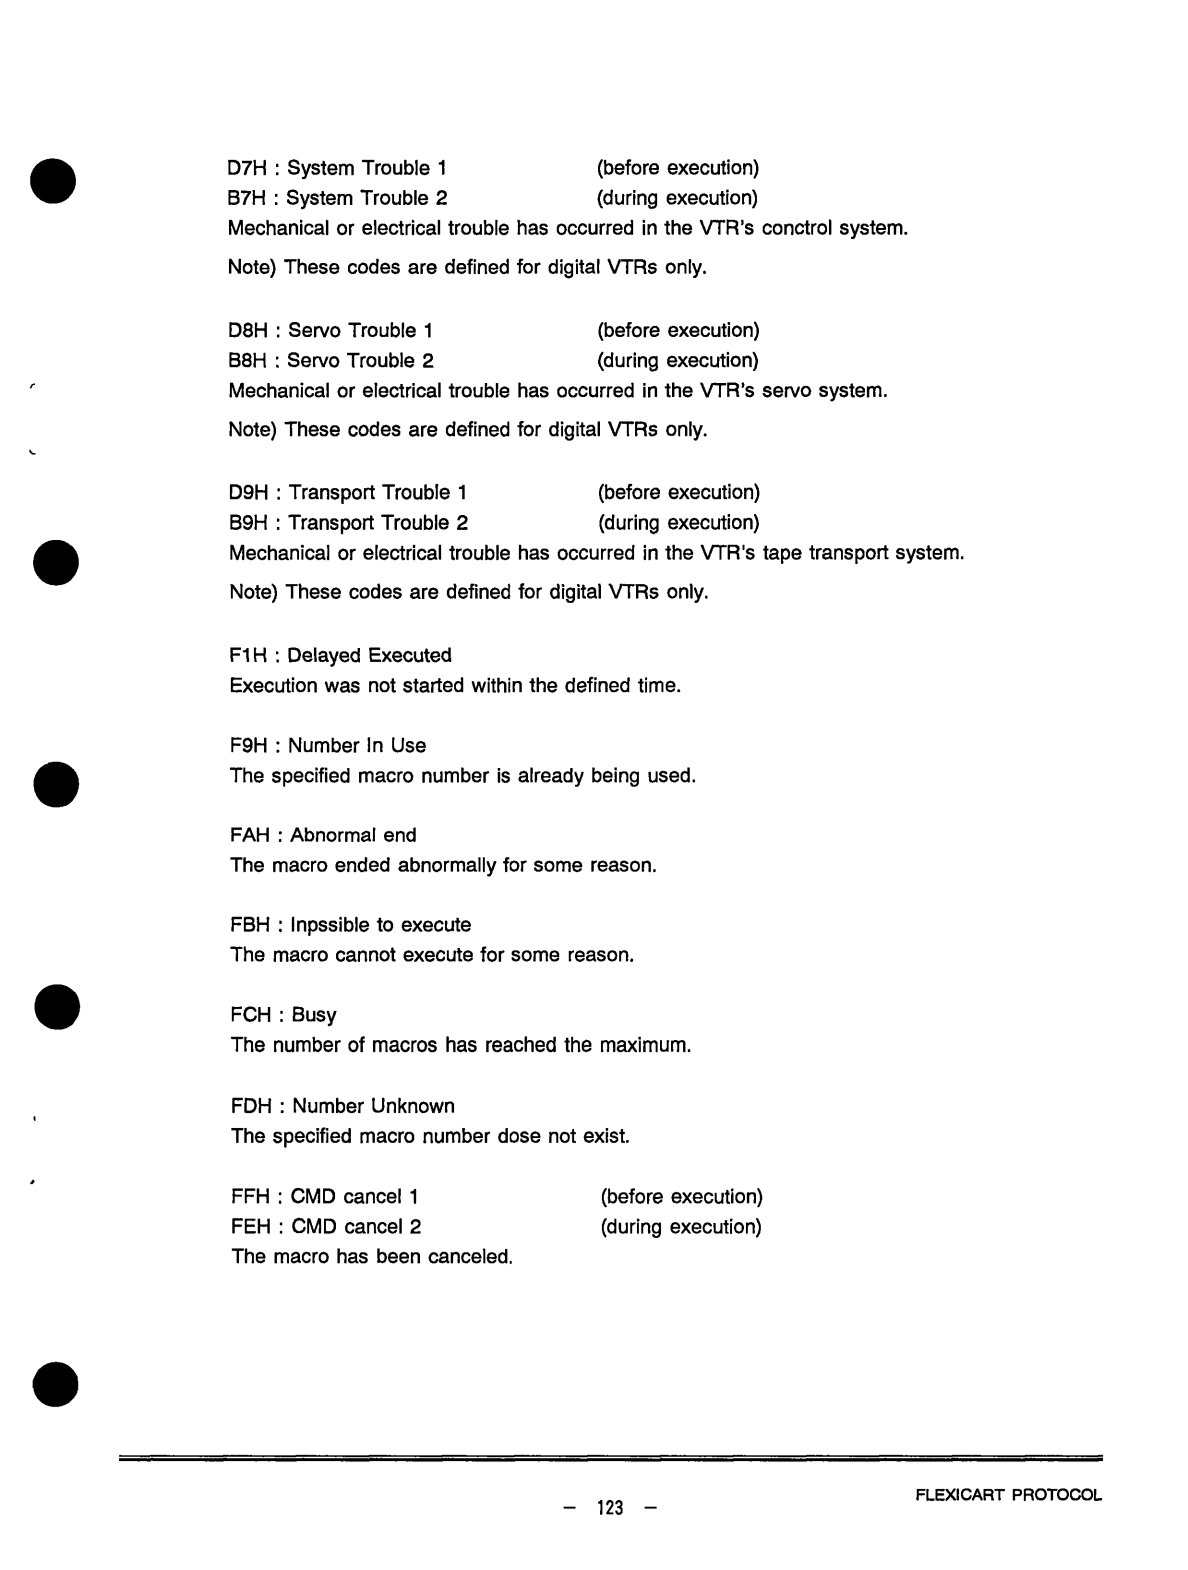 D7H : System Trouble 1 (before execution)
B7H : System Trouble 2 (during execution)
Mechanical or electrical trouble has occurred in the VTR's conctrol system.
Note) These codes are defined for digital VTRs only.
D8H : Servo Trouble 1 (before execution)
B8H : Servo Trouble 2 (during execution)
Mechanical or electrical trouble has occurred in the VTR's servo system.
Note) These codes are defined for digital VTRs only.
D9H : Transport Trouble 1 (before execution)
B9H : Transport Trouble 2 (during execution)
Mechanical or electrical trouble has occurred in the VTR's tape transport system.
Note) These codes are defined for digital VTRs only.
F1H : Delayed Executed
Execution was not started within the defined time.
F9H : Number In Use
The specified macro number is already being used.
FAH : Abnormal end
The macro ended abnormally for some reason.
FBH : Inpssible to execute
The macro cannot execute for some reason.
FCH : Busy
The number of macros has reached the maximum.
FDH : Number Unknown
The specified macro number dose not exist.
FFH : CMD cancel 1 (before execution)
FEH : CMD cancel 2 (during execution)
The macro has been canceled.
FLEXICART PROTOCOL
— 123 —